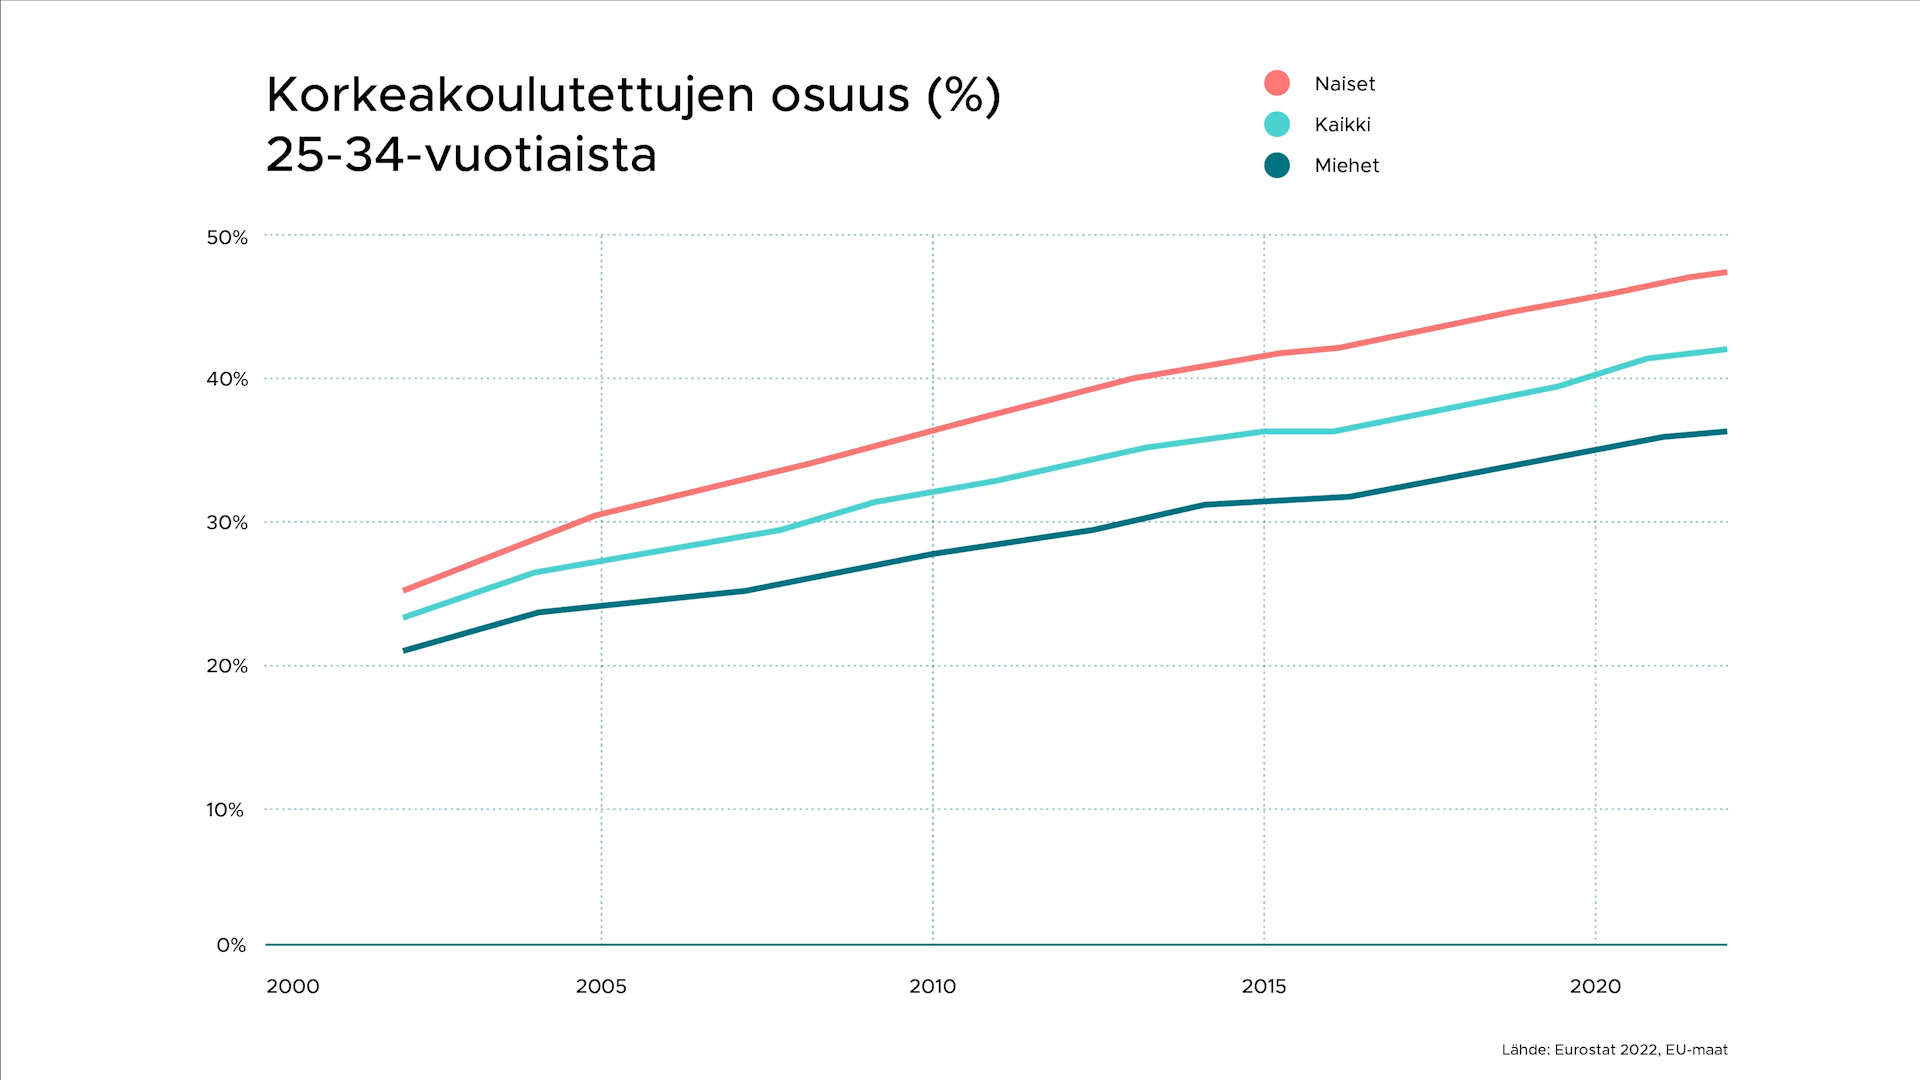 Korkeakoulutettujen osuus (%)
25-34-vuotiaista
Naiset
Kaikki
Miehet
50%
40%
30%
20%
10%
0%
2000
2005
2010
2015
2020
Lähde: Eurostat 2022, EU-maat